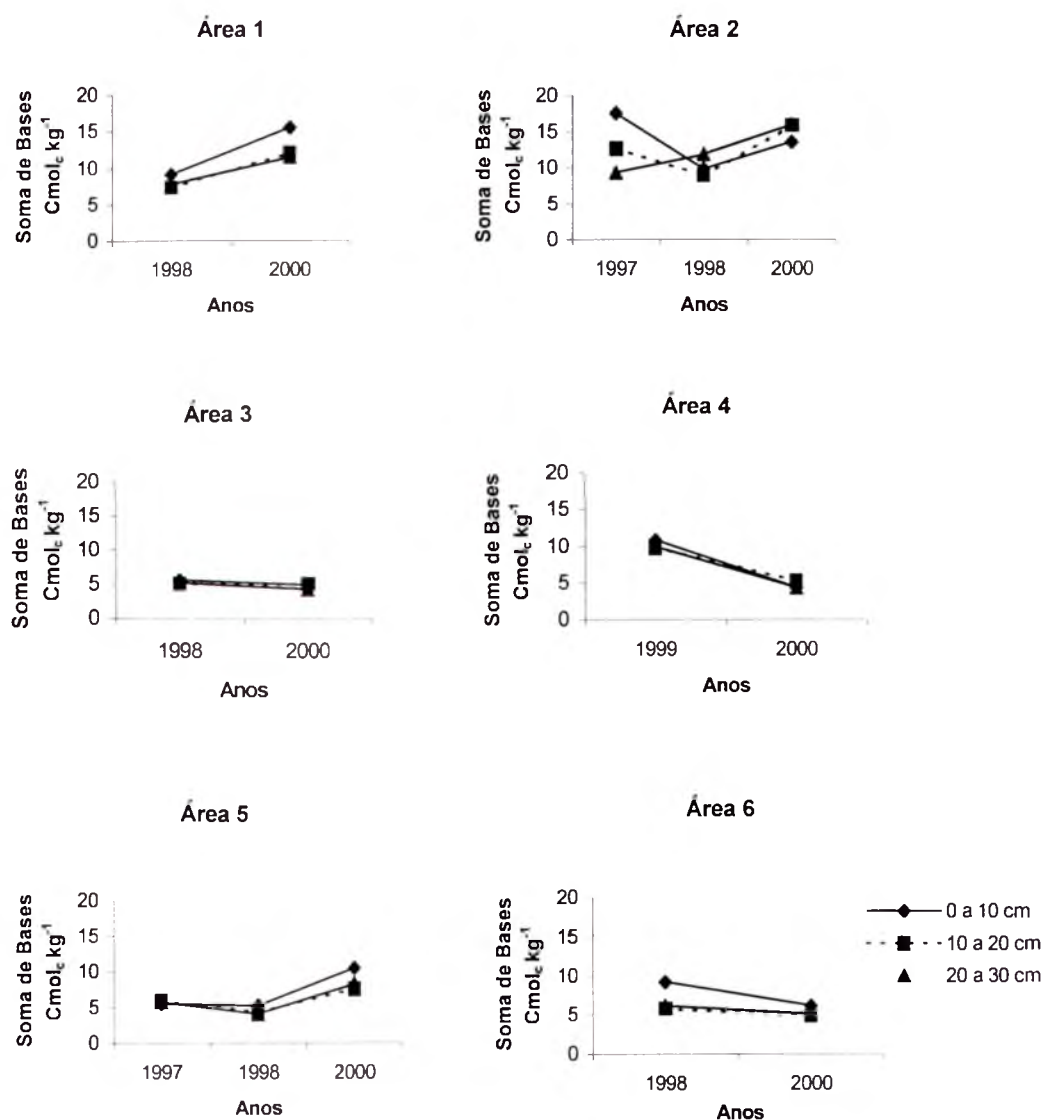 Área 1
Soma de Bases
Cmolc kg-1
20
15
10
5
0
1998 2000
Anos
Área 2
Soma de Bases
Cmolc kg-1
20
15
10
5
0
1997 1998 2000
Anos
Área 3
Soma de Bases
Cmolc kg-1
20
15
10
5
0
1998 2000
Anos
Área 4
Soma de Bases
Cmolc kg-1
20
15
10
5
0
1999 2000
Anos
Área 5
Soma de Bases
Cmolc kg-1
20
15
10
5
0
1997 1998 2000
Anos
Área 6
Soma de Bases
Cmolc kg-1
20
15
10
5
0
1998 2000
Anos
0 a 10 cm
10 a 20 cm
20 a 30 cm